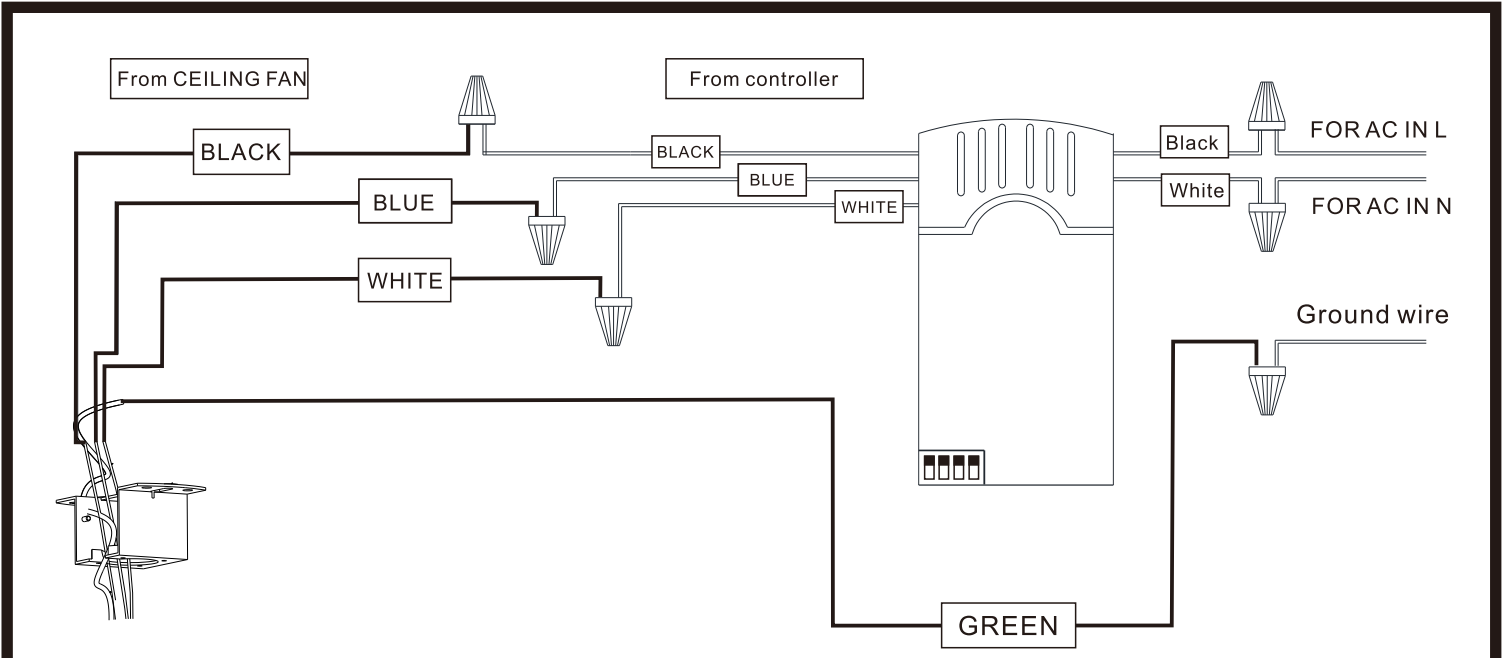 From CEILING FAN
From controller
BLACK
BLACK
Black
FOR AC IN L
BLUE
BLUE
White
WHITE
FOR AC IN N
WHITE
Ground wire
GREEN